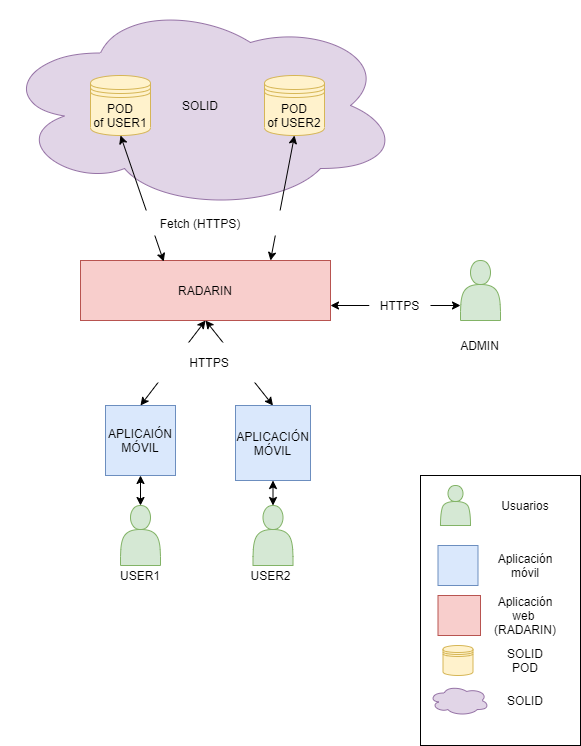 SOLID
POD
of USER1
POD
of USER2
Fetch (HTTPS)
RADARIN
HTTPS
ADMIN
HTTPS
APLICAIÓN
MÓVIL
APLICACIÓN
MÓVIL
USER1
USER2
Usuarios
Aplicación
móvil
Aplicación
web
(RADARIN)
SOLID
POD
SOLID